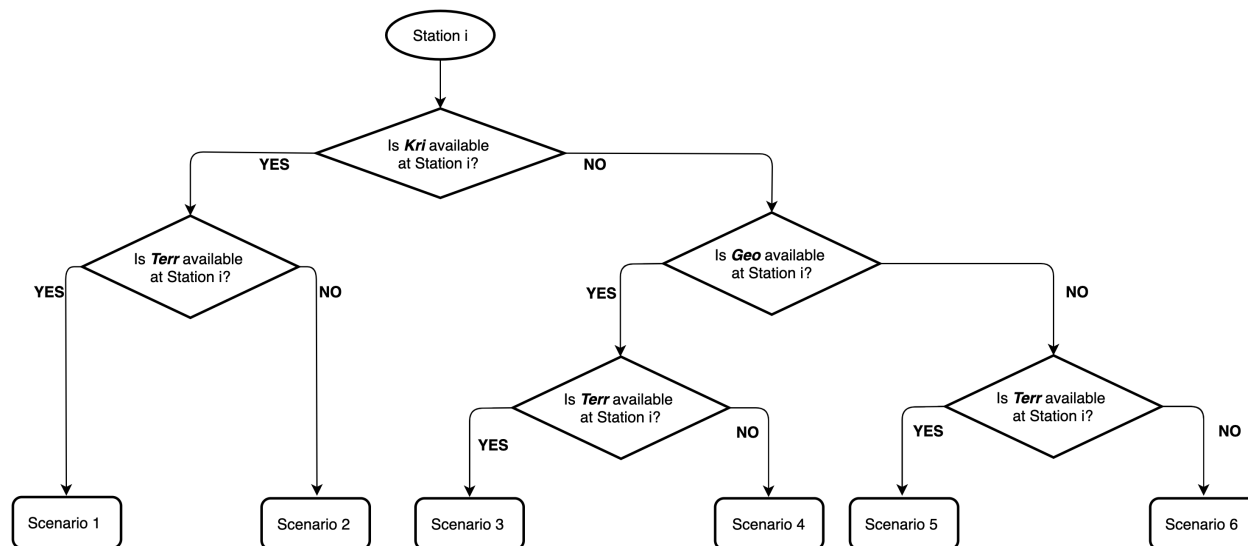 Station i
Is Kri available
at Station i?
YES
NO
Is Terr available
at Station i?
Is Geo available
at Station i?
YES
NO
YES
NO
Is Terr available
at Station i?
Is Terr available
at Station i?
YES
NO
YES
NO
Scenario 1
Scenario 2
Scenario 3
Scenario 4
Scenario 5
Scenario 6